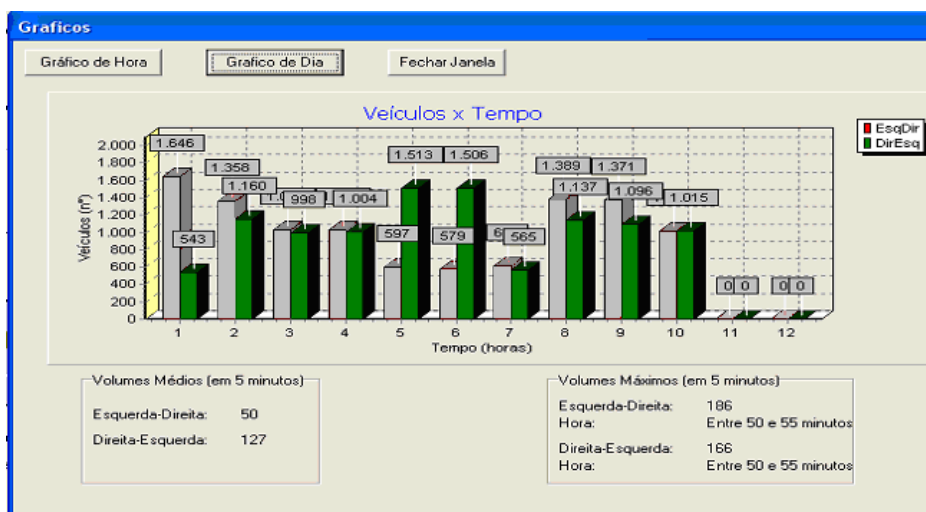 Graficos
Gráfico de Hora Grafico de Dia Fechar Janela
Veículos x Tempo
EsqDir
DirEsq
Veículos (nº)
2.000
1.800
1.600
1.400
1.200
1.000
800
600
400
200
0
1.646 543 1.358 1.160 998 1.004 597 1.513 579 1.506 565 1.389 1.137 1.371 1.096 1.015 0 0 0 0
1 2 3 4 5 6 7 8 9 10 11 12
Tempo (horas)
Volumes Médios (em 5 minutos)
Esquerda-Direita: 50
Direita-Esquerda: 127
Volumes Máximos (em 5 minutos)
Esquerda-Direita: 186
Hora: Entre 50 e 55 minutos
Direita-Esquerda: 166
Hora: Entre 50 e 55 minutos